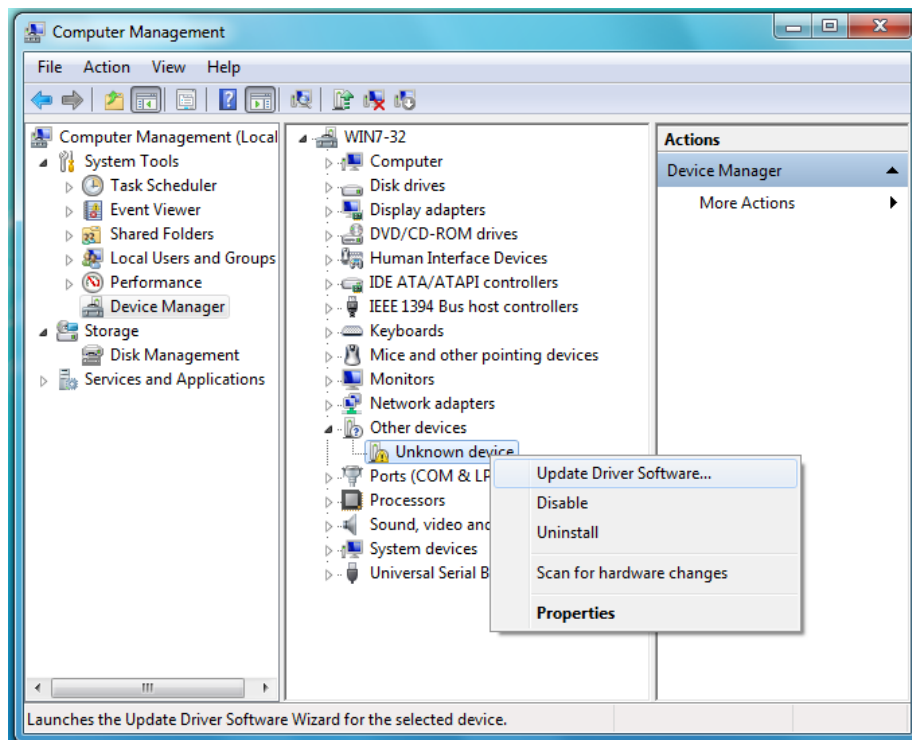 Computer Management
File Action View Help
Computer Management (Local
System Tools
Task Scheduler
Event Viewer
Shared Folders
Local Users and Groups
Performance
Device Manager
Storage
Disk Management
Services and Applications
WIN7-32
Computer
Disk drives
Display adapters
DVD/CD-ROM drives
Human Interface Devices
IDE ATA/ATAPI controllers
IEEE 1394 Bus host controllers
Keyboards
Mice and other pointing devices
Monitors
Network adapters
Other devices
Unknown device
Ports (COM & LP
Processors
Sound, video and
System devices
Universal Serial B
Update Driver Software...
Disable
Uninstall
Scan for hardware changes
Properties
Actions
Device Manager
More Actions
Launches the Update Driver Software Wizard for the selected device.